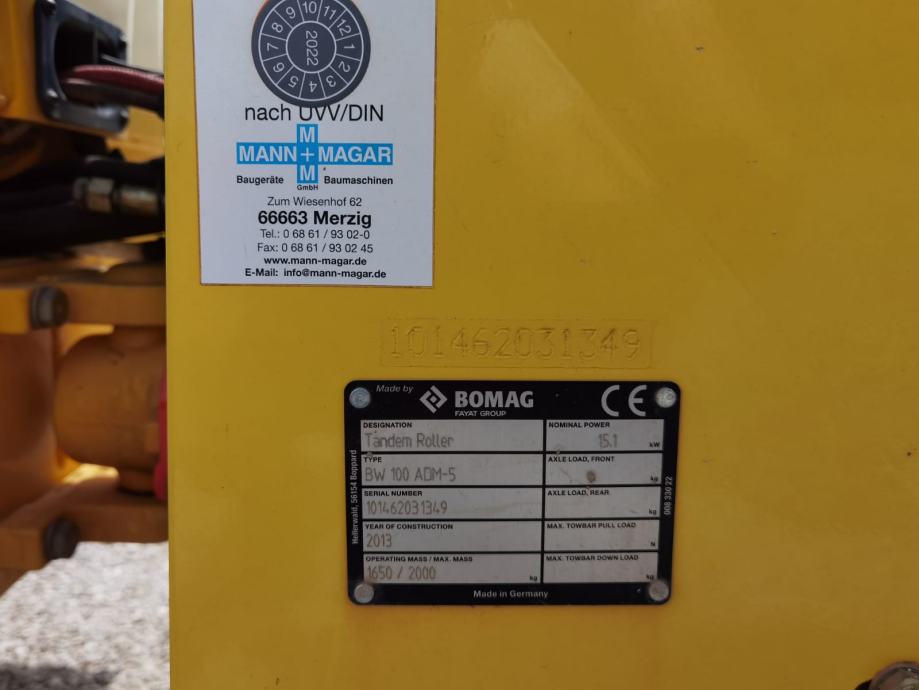 9 10 11 12 1 2 3 4 5 6 7 8
2022
nach UVV/DIN
M
MANN + MAGAR
M
Baugeräte GmbH Baumaschinen
Zum Wiesenhof 62
66663 Merzig
Tel.: 0 68 61 / 93 02-0
Fax: 0 68 61 / 93 02 45
www.mann-magar.de
E-Mail: info@mann-magar.de
101462031349
Made by BOMAG CE
FAYAT GROUP
DESIGNATION NOMINAL POWER
Tandem Roller 15.1 kW
TYPE AXLE LOAD, FRONT
BW 100 ADM-5 kg
SERIAL NUMBER AXLE LOAD, REAR
101462031349 kg
YEAR OF CONSTRUCTION MAX. TOWBAR PULL LOAD
2013 N
OPERATING MASS / MAX. MASS MAX. TOWBAR DOWN LOAD
1650 / 2000 kg kg
Made in Germany
Hellerwald, 56154 Boppard
008 330 22